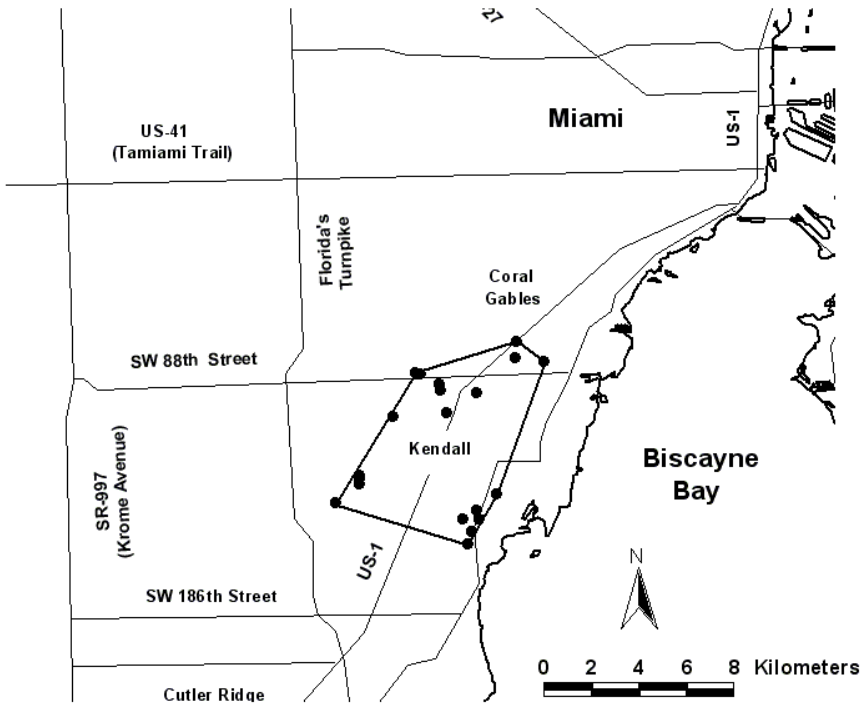 27
US-41
(Tamiami Trail)
Miami
US-1
Florida's
Turnpike
Coral
Gables
SW 88th Street
SR-997
(Krome Avenue)
Kendall
Biscayne
Bay
US-1
N
SW 186th Street
0 2 4 6 8 Kilometers
Cutler Ridge